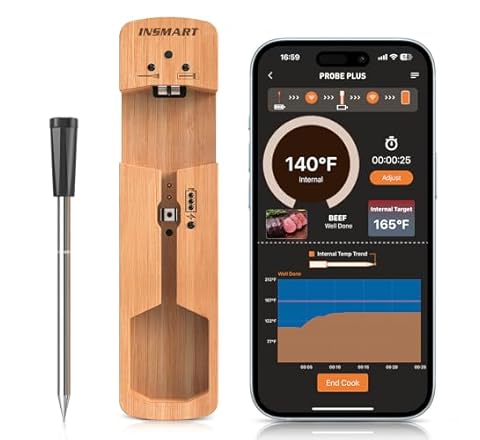 INSMART
16:59
PROBE PLUS
140°F
Internal
00:00:25
Adjust
BEEF
Well Done
Internal Target
165°F
Internal Temp Trend
Well Done
212°F
167°F
122°F
77°F
00:05
00:10
00:15
00:20
00:25
End Cook